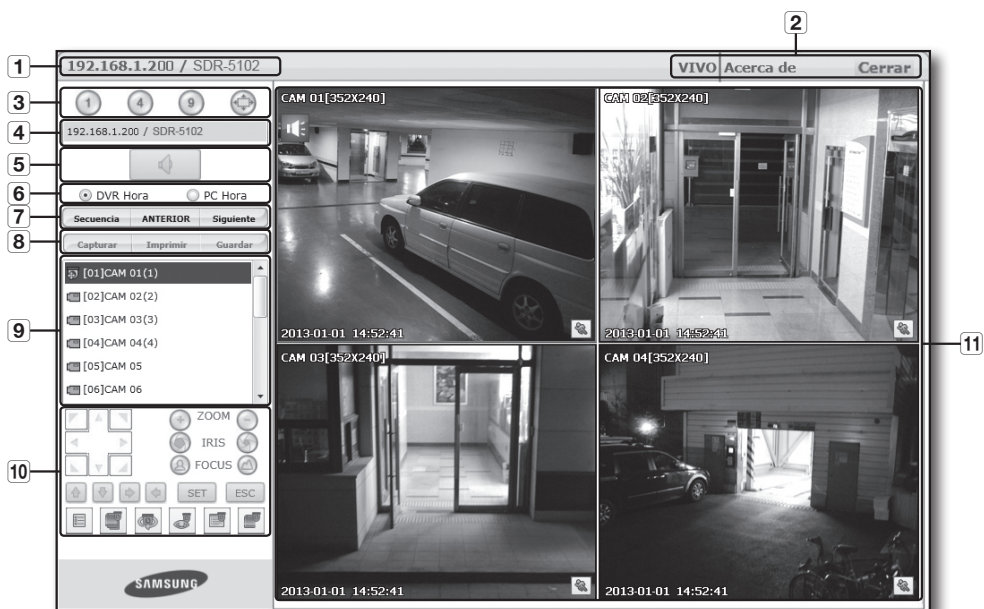 2
1
192.168.1.200 / SDR-5102
VIVO Acerca de Cerrar
3
1 4 9
CAM 01[352X240]
CAM 02[352X240]
4
192.168.1.200 / SDR-5102
5
6
DVR Hora PC Hora
7
Secuencia ANTERIOR Siguiente
8
Capturar Imprimir Guardar
9
[01]CAM 01(1)
[02]CAM 02(2)
[03]CAM 03(3)
[04]CAM 04(4)
[05]CAM 05
[06]CAM 06
2013-01-01 14:52:41
2013-01-01 14:52:41
11
CAM 03[352X240]
CAM 04[352X240]
10
ZOOM
IRIS
FOCUS
SET ESC
SAMSUNG
2013-01-01 14:52:41
2013-01-01 14:52:41